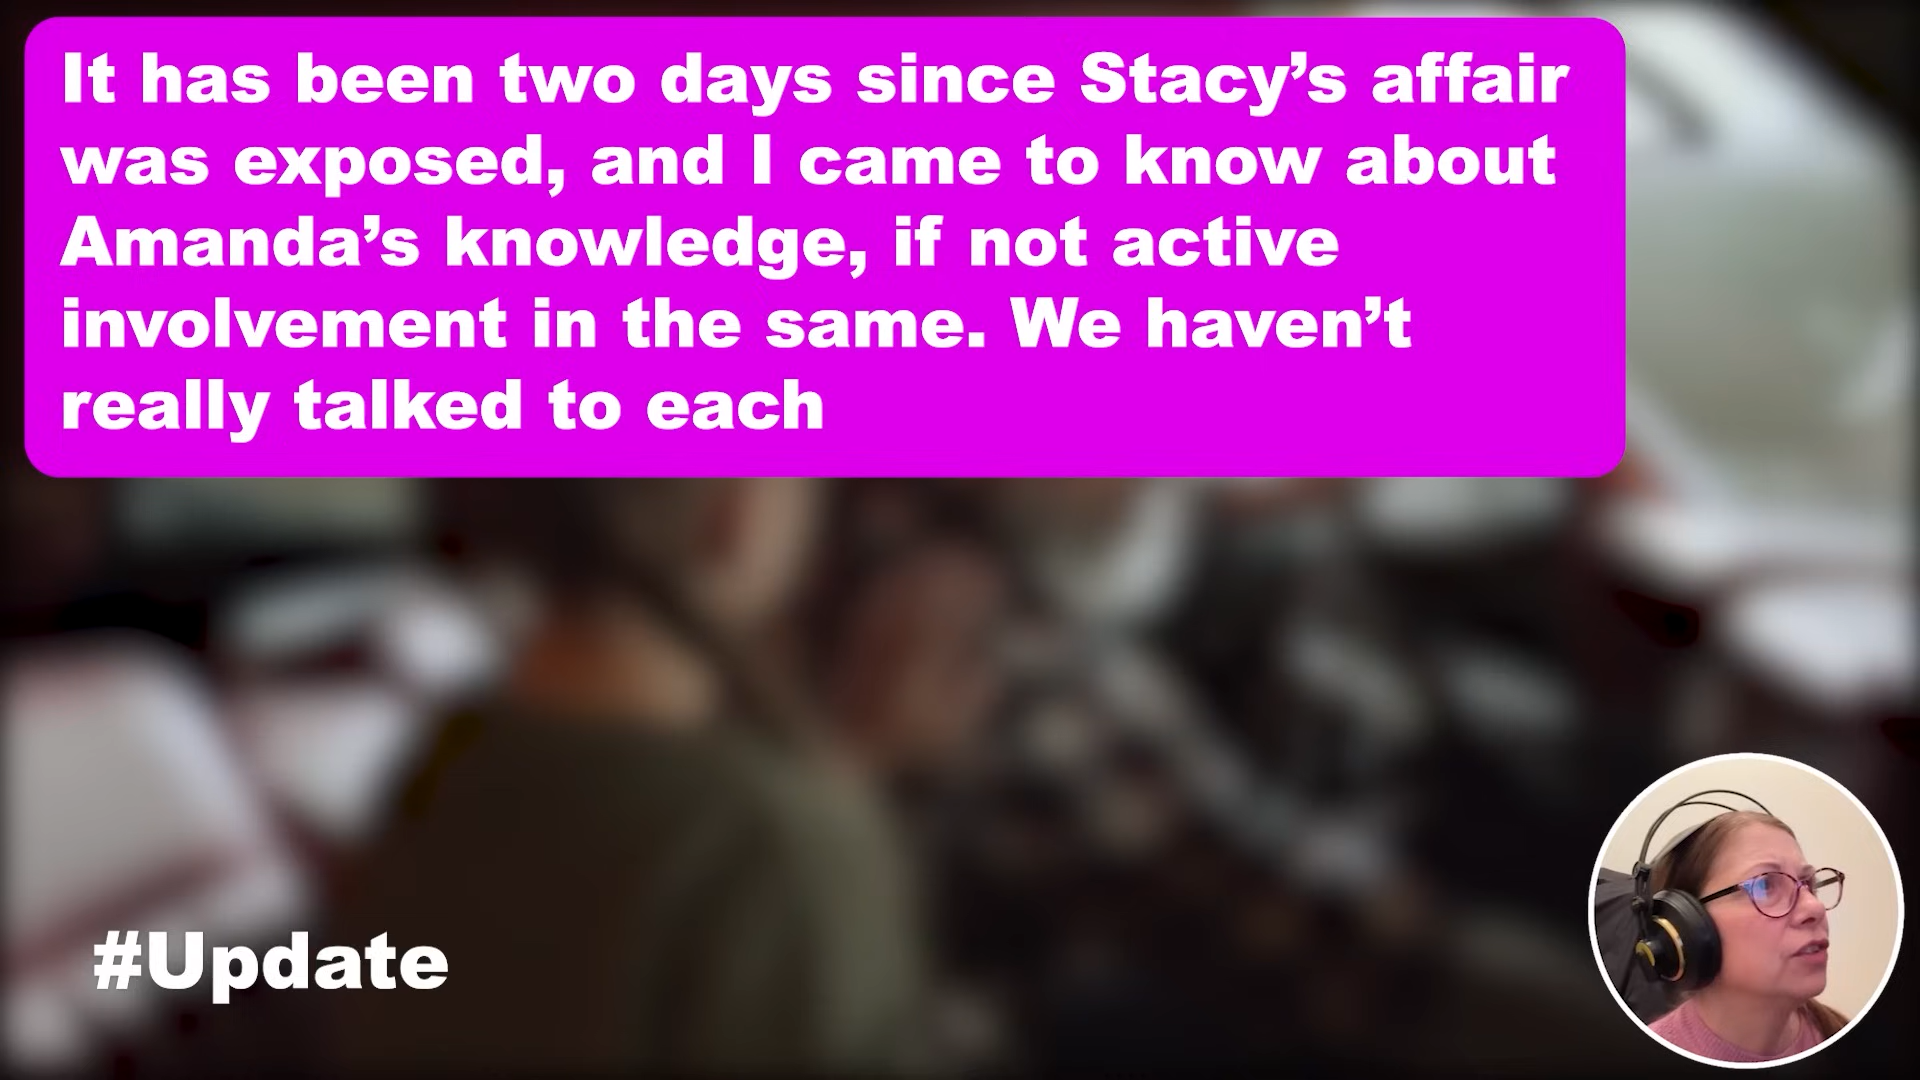 It has been two days since Stacy’s affair
was exposed, and I came to know about
Amanda’s knowledge, if not active
involvement in the same. We haven’t
really talked to each
#Update